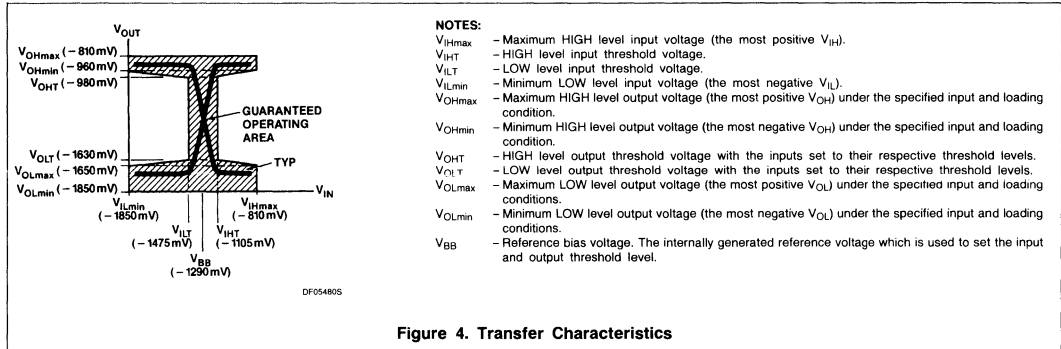 VOUT
VOHmax (– 810mV)
VOHmin (– 960mV)
VOHT (– 980mV)
GUARANTEED
OPERATING
AREA
VOLT (– 1630mV)
VOLmax (– 1650mV)
VOLmin (– 1850mV)
TYP
VIN
VILmin
(– 1850mV)
VIHmax
(– 810mV)
VILT
(– 1475mV)
VIHT
(– 1105mV)
VBB
(– 1290mV)
DF05480S
NOTES:
VIHmax – Maximum HIGH level input voltage (the most positive VIH).
VIHT – HIGH level input threshold voltage.
VILT – LOW level input threshold voltage.
VILmin – Minimum LOW level input voltage (the most negative VIL).
VOHmax – Maximum HIGH level output voltage (the most positive VOH) under the specified input and loading
condition.
VOHmin – Minimum HIGH level output voltage (the most negative VOH) under the specified input and loading
condition.
VOHT – HIGH level output threshold voltage with the inputs set to their respective threshold levels.
VOLT – LOW level output threshold voltage with the inputs set to their respective threshold levels.
VOLmax – Maximum LOW level output voltage (the most positive VOL) under the specified input and loading
conditions.
VOLmin – Minimum LOW level output voltage (the most negative VOL) under the specified input and loading
conditions.
VBB – Reference bias voltage. The internally generated reference voltage which is used to set the input
and output threshold level.
Figure 4. Transfer Characteristics